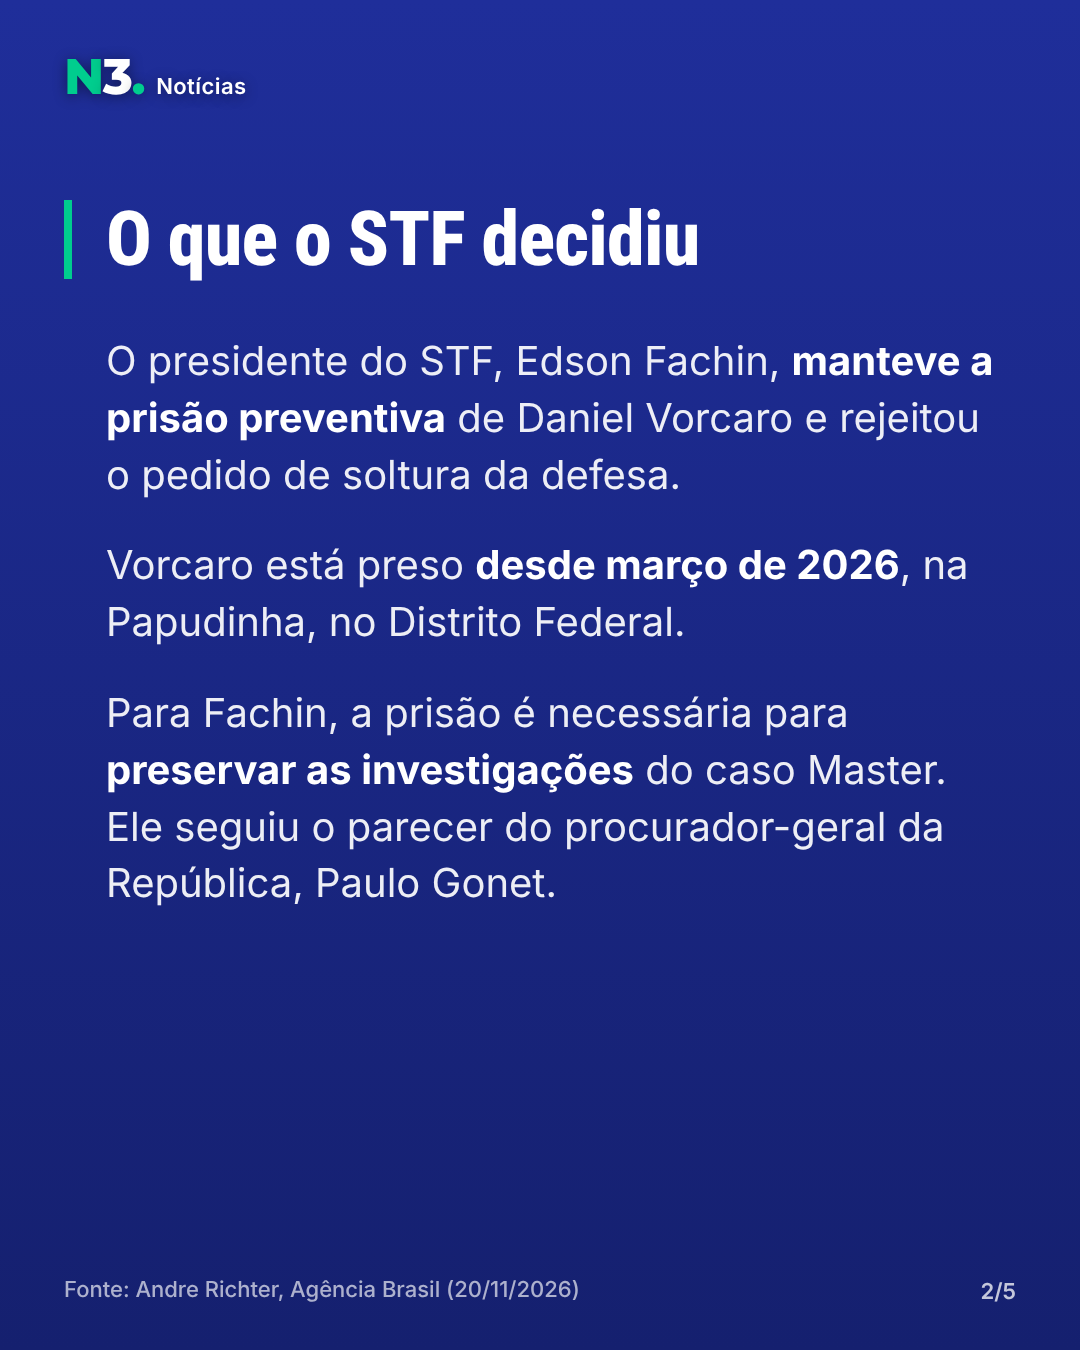 N3. Notícias
O que o STF decidiu
O presidente do STF, Edson Fachin, manteve a
prisão preventiva de Daniel Vorcaro e rejeitou
o pedido de soltura da defesa.
Vorcaro está preso desde março de 2026, na
Papudinha, no Distrito Federal.
Para Fachin, a prisão é necessária para
preservar as investigações do caso Master.
Ele seguiu o parecer do procurador-geral da
República, Paulo Gonet.
Fonte: Andre Richter, Agência Brasil (20/11/2026)
2/5